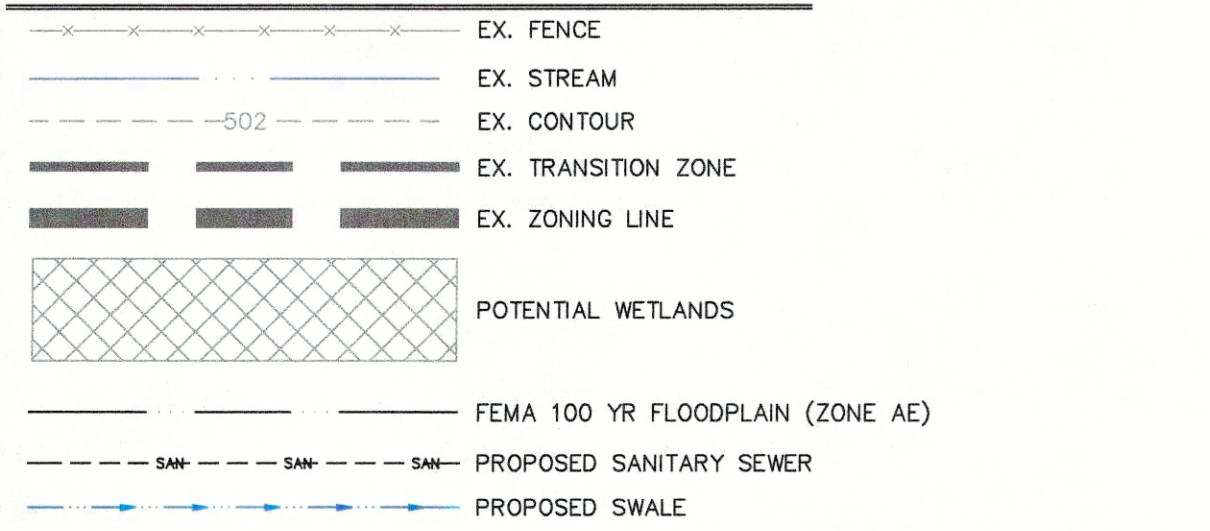 EX. FENCE
EX. STREAM
502 EX. CONTOUR
EX. TRANSITION ZONE
EX. ZONING LINE
POTENTIAL WETLANDS
FEMA 100 YR FLOODPLAIN (ZONE AE)
SAN SAN SAN PROPOSED SANITARY SEWER
PROPOSED SWALE